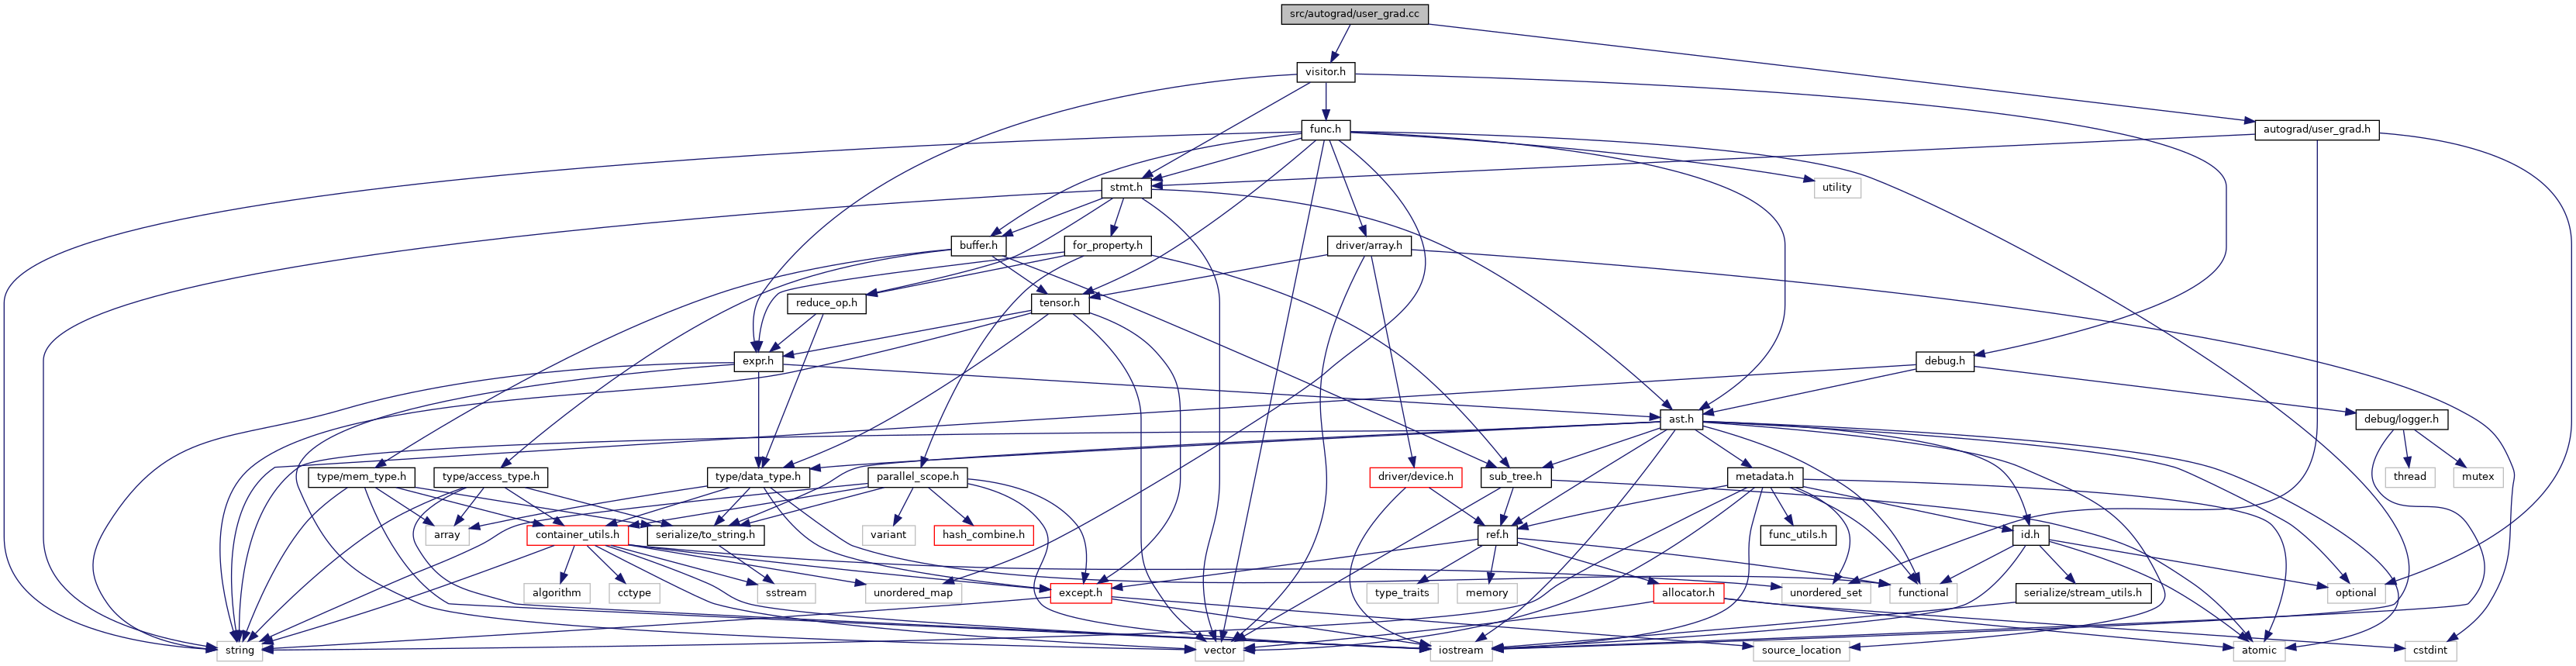 src/autograd/user_grad.cc
visitor.h
func.h
autograd/user_grad.h
stmt.h
utility
buffer.h
for_property.h
driver/array.h
reduce_op.h
tensor.h
expr.h
debug.h
ast.h
debug/logger.h
type/mem_type.h
type/access_type.h
type/data_type.h
parallel_scope.h
driver/device.h
sub_tree.h
metadata.h
thread
mutex
array
container_utils.h
serialize/to_string.h
variant
hash_combine.h
ref.h
func_utils.h
id.h
algorithm
cctype
sstream
unordered_map
except.h
type_traits
memory
allocator.h
unordered_set
functional
serialize/stream_utils.h
optional
string
vector
iostream
source_location
atomic
cstdint